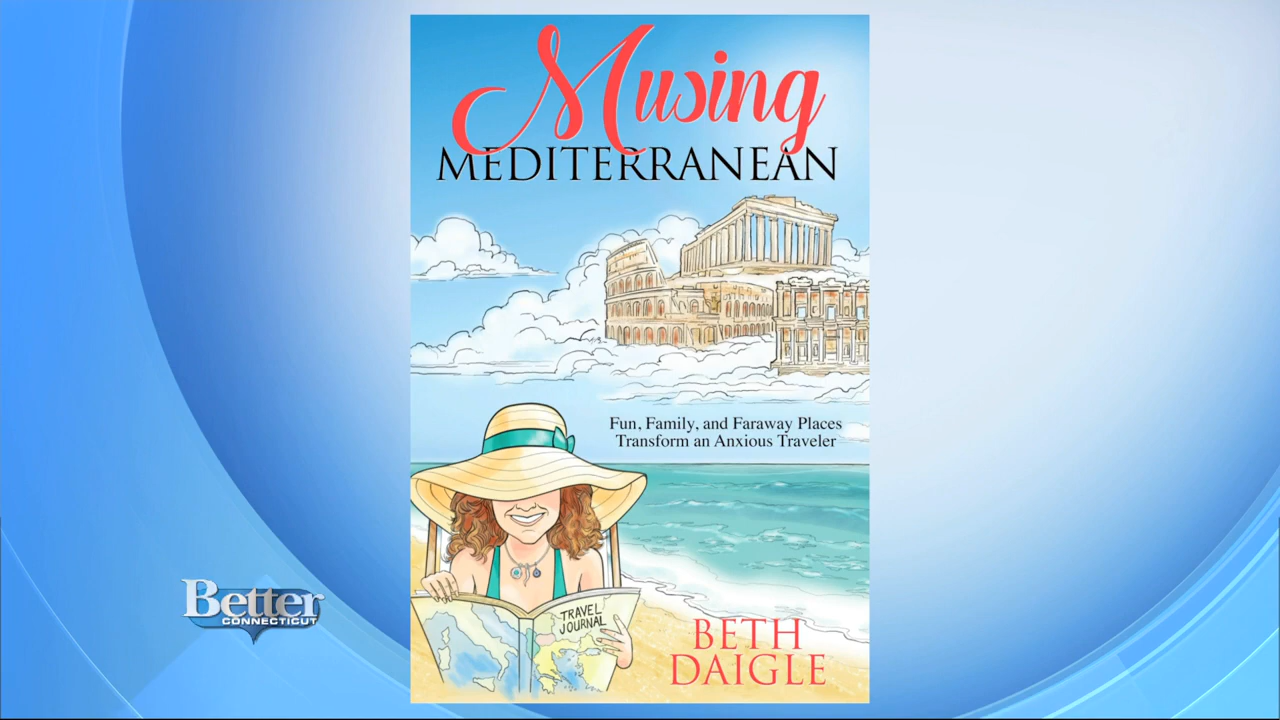 Musing
MEDITERRANEAN
Fun, Family, and Faraway Places
Transform an Anxious Traveler
TRAVEL
JOURNAL
BETH
DAIGLE
Better
CONNECTICUT